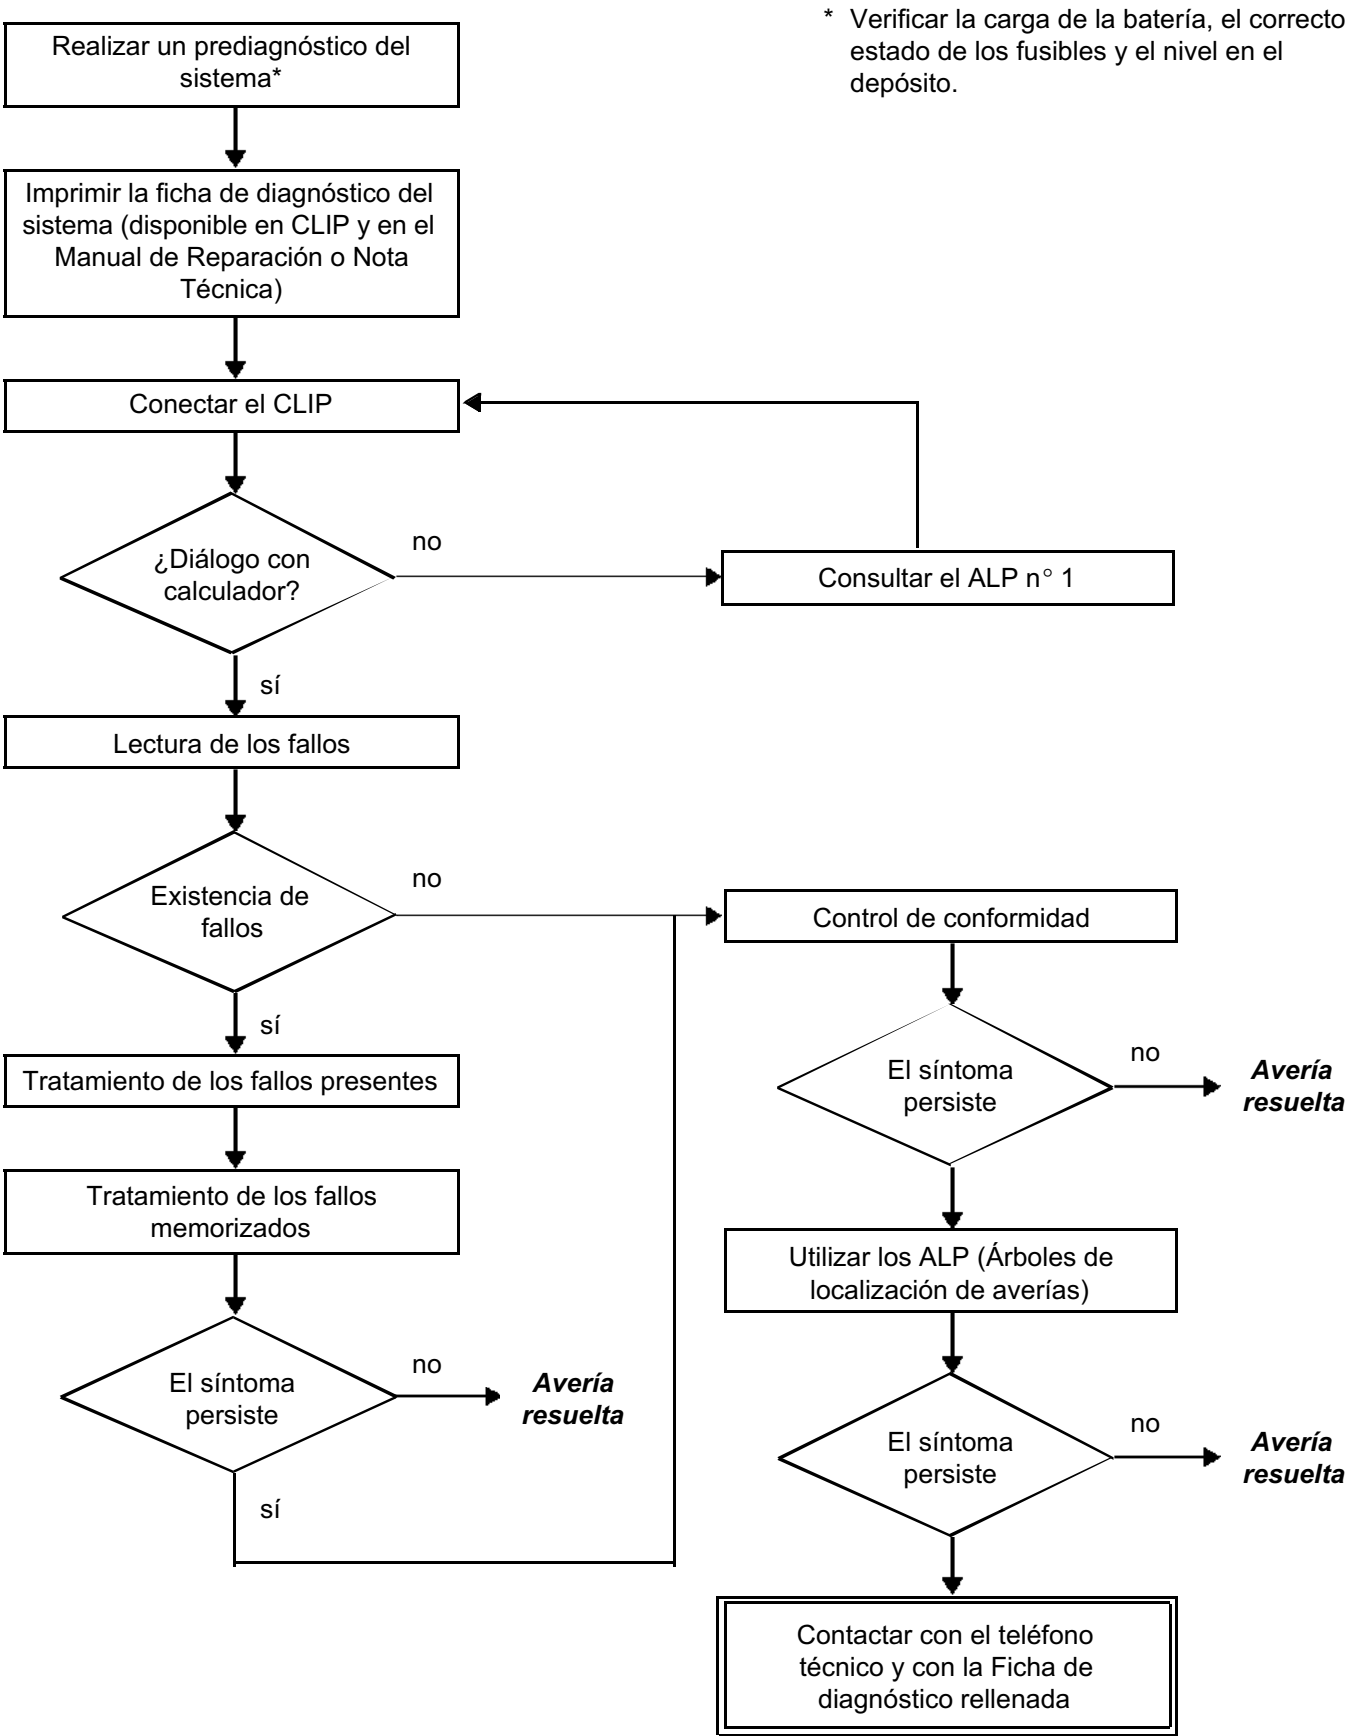 * Verificar la carga de la batería, el correcto
estado de los fusibles y el nivel en el
depósito.
Realizar un prediagnóstico del
sistema*
Imprimir la ficha de diagnóstico del
sistema (disponible en CLIP y en el
Manual de Reparación o Nota
Técnica)
Conectar el CLIP
¿Diálogo con
calculador?
no
Consultar el ALP n° 1
sí
Lectura de los fallos
Existencia de
fallos
no
Control de conformidad
sí
Tratamiento de los fallos presentes
Tratamiento de los fallos
memorizados
El síntoma
persiste
no
Avería
resuelta
sí
El síntoma
persiste
no
Avería
resuelta
Utilizar los ALP (Árboles de
localización de averías)
El síntoma
persiste
no
Avería
resuelta
Contactar con el teléfono
técnico y con la Ficha de
diagnóstico rellenada